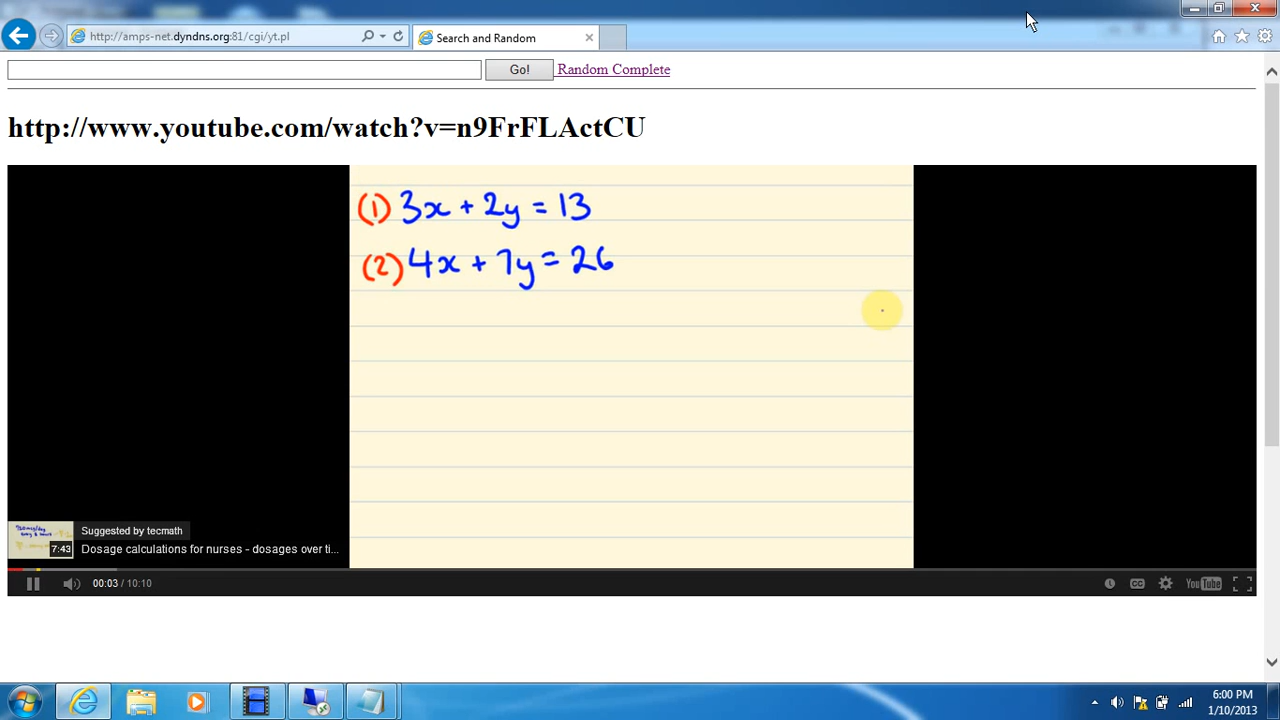 http://amps-net.dyndns.org:81/cgi/yt.pl
Search and Random
Go!
Random Complete
http://www.youtube.com/watch?v=n9FrFLActCU
(1) 3x + 2y = 13
(2) 4x + 7y = 26
Suggested by tecmath
7:43
Dosage calculations for nurses - dosages over ti...
00:03 / 10:10
CC
YouTube
6:00 PM
1/10/2013